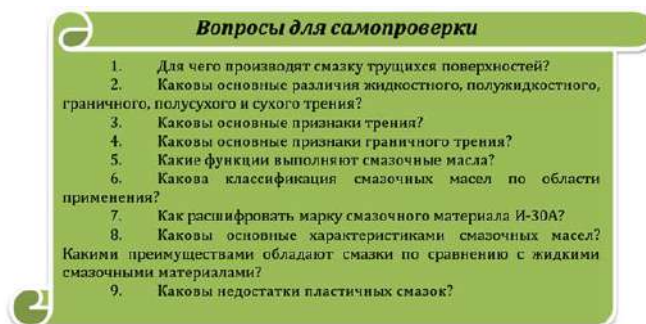 Вопросы для самопроверки
1. Для чего производят смазку трущихся поверхностей?
2. Каковы основные различия жидкостного, полужидкостного,
граничного, полусухого и сухого трения?
3. Каковы основные признаки трения?
4. Каковы основные признаки граничного трения?
5. Какие функции выполняют смазочные масла?
6. Какова классификация смазочных масел по области
применения?
7. Как расшифровать марку смазочного материала И-30А?
8. Каковы основные характеристиками смазочных масел?
Какими преимуществами обладают смазки по сравнению с жидкими
смазочными материалами?
9. Каковы недостатки пластичных смазок?